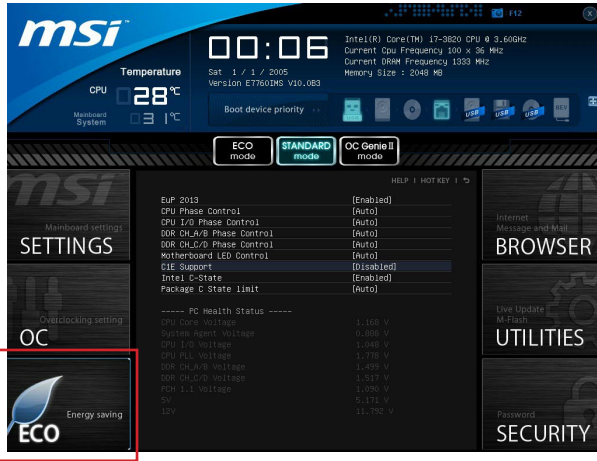 msi
Temperature
CPU 28°C
Mainboard
System 31°C
00:06
Sat 1 / 1 / 2005
Version E7760IMS V10.0B3
F12
X
Intel(R) Core(TM) i7-3820 CPU @ 3.60GHz
Current Cpu Frequency 100 x 36 MHz
Current DRAM Frequency 1333 MHz
Memory Size : 2048 MB
Boot device priority
USB
USB
USB
REV
ECO
mode
STANDARD
mode
OC Genie II
mode
HELP | HOT KEY |
msi
Mainboard settings
SETTINGS
Overclocking setting
OC
Energy saving
ECO
EuP 2013 [Enabled]
CPU Phase Control [Auto]
CPU I/O Phase Control [Auto]
DDR CH_A/B Phase Control [Auto]
DDR CH_C/D Phase Control [Auto]
Motherboard LED Control [Auto]
C1E Support [Disabled]
Intel C-State [Enabled]
Package C State limit [Auto]
----- PC Health Status -----
CPU Core Voltage 1.168 V
System Agent Voltage 0.888 V
CPU I/O Voltage 1.048 V
CPU PLL Voltage 1.778 V
DDR CH_A/B Voltage 1.499 V
DDR CH_C/D Voltage 1.517 V
PCH 1.1 Voltage 1.090 V
5V 5.171 V
12V 11.792 V
Internet
Message and Mail
BROWSER
Live Update
M-Flash
UTILITIES
Password
SECURITY